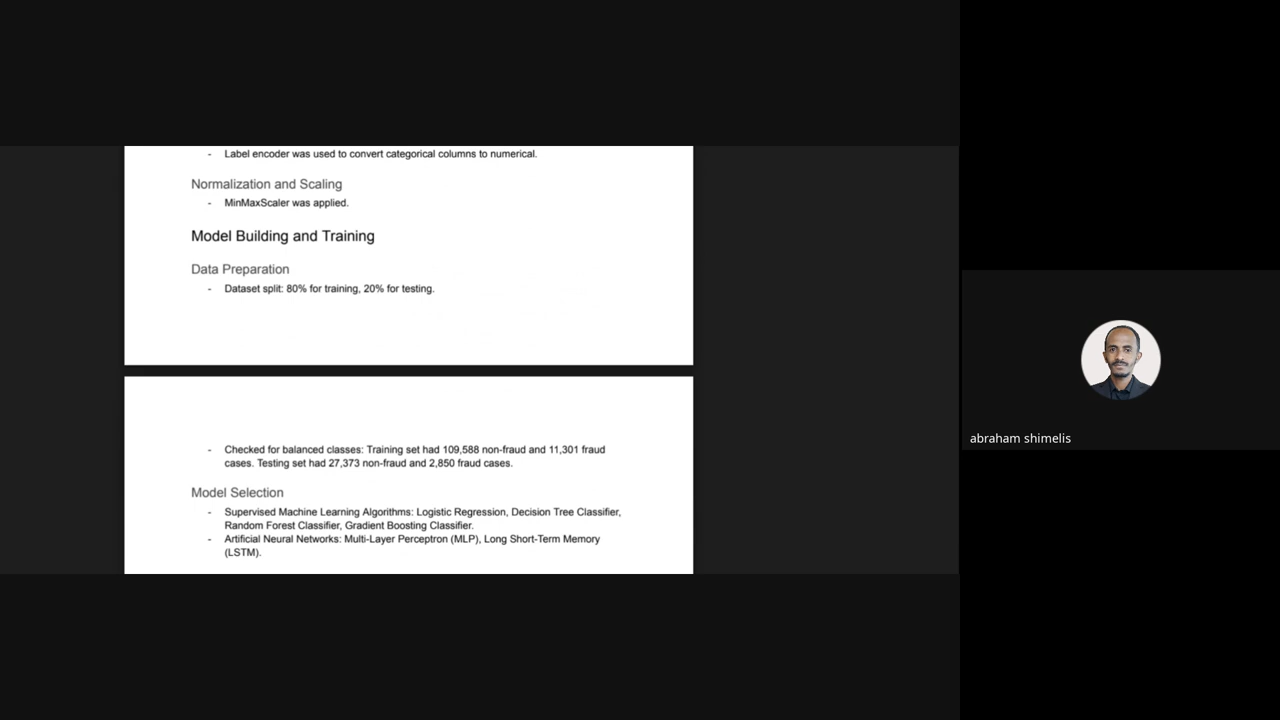 - Label encoder was used to convert categorical columns to numerical.
Normalization and Scaling
- MinMaxScaler was applied.
Model Building and Training
Data Preparation
- Dataset split: 80% for training, 20% for testing.
- Checked for balanced classes: Training set had 109,588 non-fraud and 11,301 fraud
cases. Testing set had 27,373 non-fraud and 2,850 fraud cases.
Model Selection
- Supervised Machine Learning Algorithms: Logistic Regression, Decision Tree Classifier,
Random Forest Classifier, Gradient Boosting Classifier.
- Artificial Neural Networks: Multi-Layer Perceptron (MLP), Long Short-Term Memory
(LSTM).
abraham shimelis